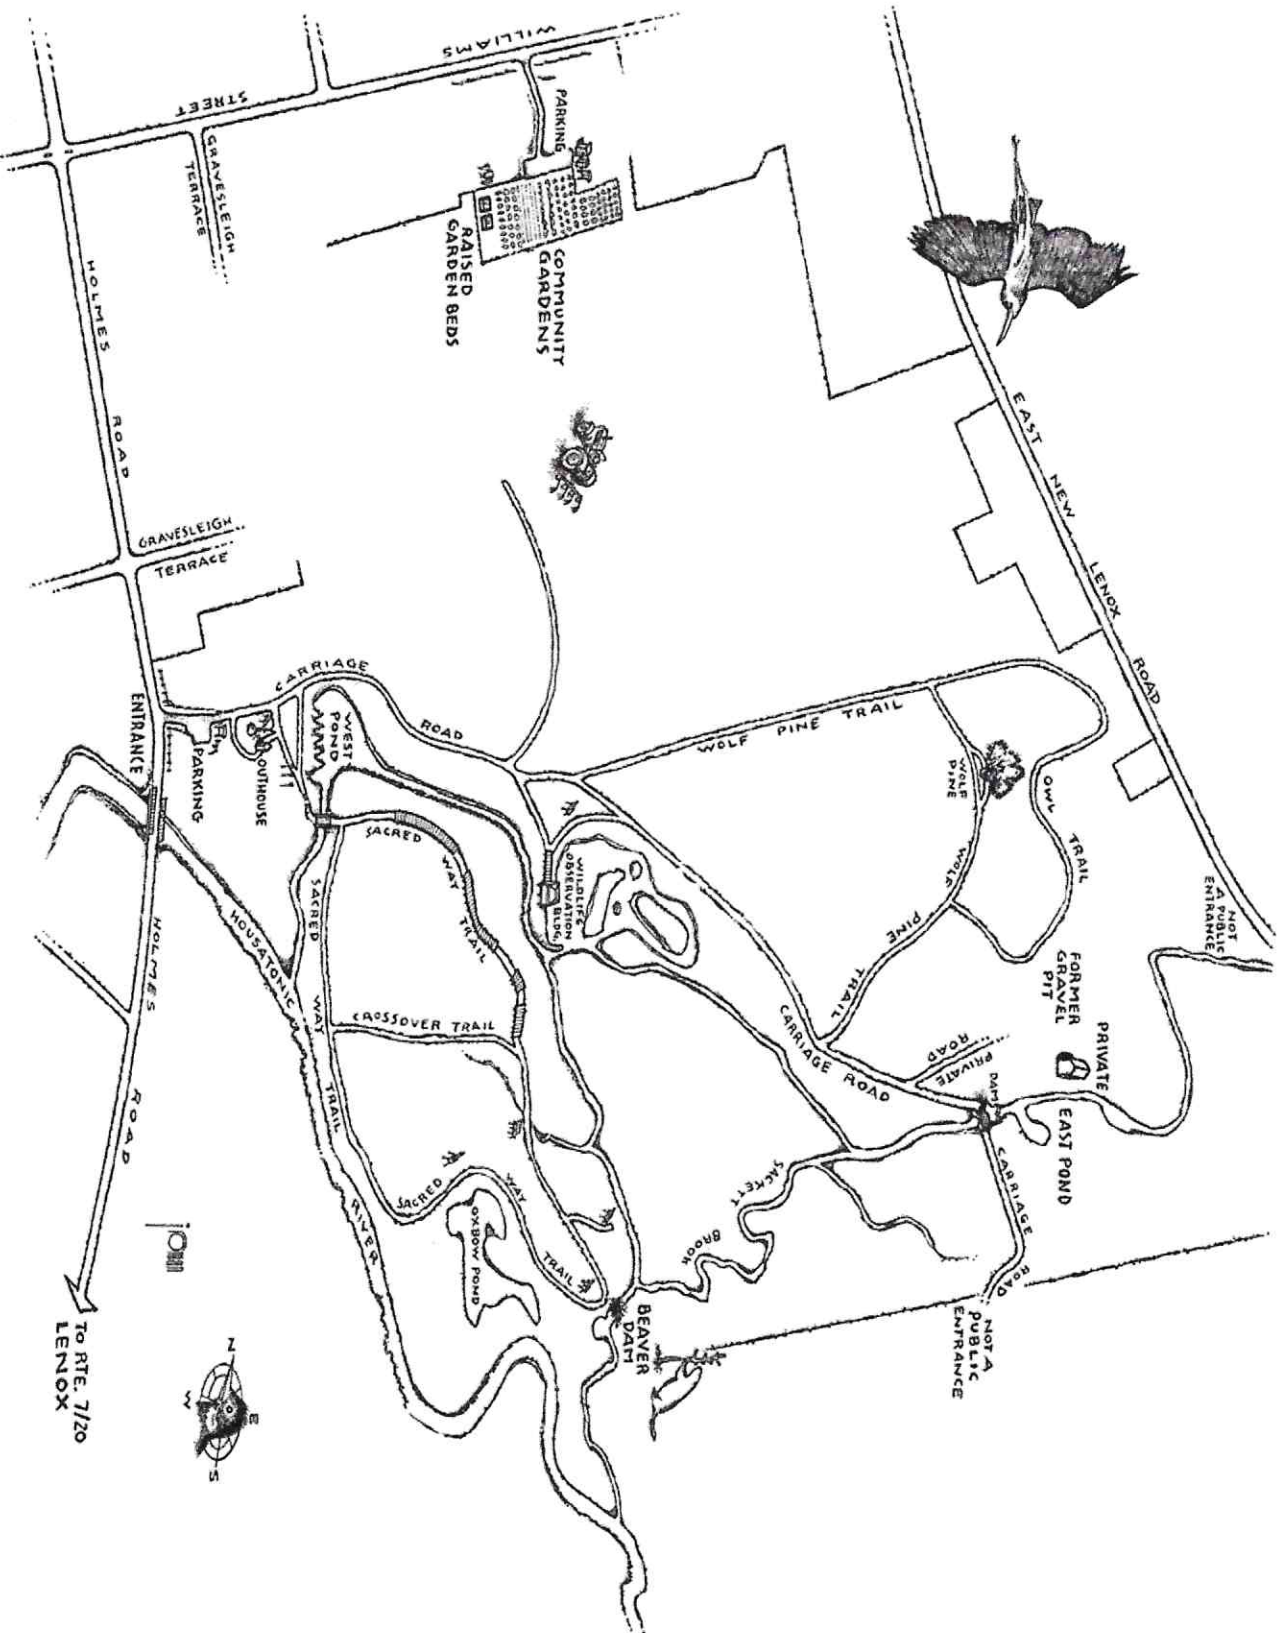 WILLIAMS
STREET
GRAVESLEIGH
TERRACE
PARKING
COMMUNITY
GARDENS
RAISED
GARDEN BEDS
HOLMES
ROAD
GRAVESLEIGH
TERRACE
EAST NEW LENOX ROAD
ENTRANCE
PARKING
OUTHOUSE
CARRIAGE
ROAD
WEST
POND
WOLF PINE TRAIL
WOLF
PINE
OWL TRAIL
WOLF
PINE
TRAIL
NOT
A PUBLIC
ENTRANCE
FORMER
GRAVEL
PIT
PRIVATE
EAST POND
DAM
PRIVATE
ROAD
CARRIAGE ROAD
CARRIAGE
ROAD
NOT A
PUBLIC
ENTRANCE
WILDLIFE
OBSERVATION
BLDG.
SACRED
WAY
TRAIL
SACRED
WAY
TRAIL
CROSSOVER TRAIL
SACRED
WAY
TRAIL
OXBOW POND
SACKETT
BROOK
BEAVER
DAM
HOUSATONIC
RIVER
HOLMES
ROAD
TO RTE. 7/20
LENOX
N
E
S
W